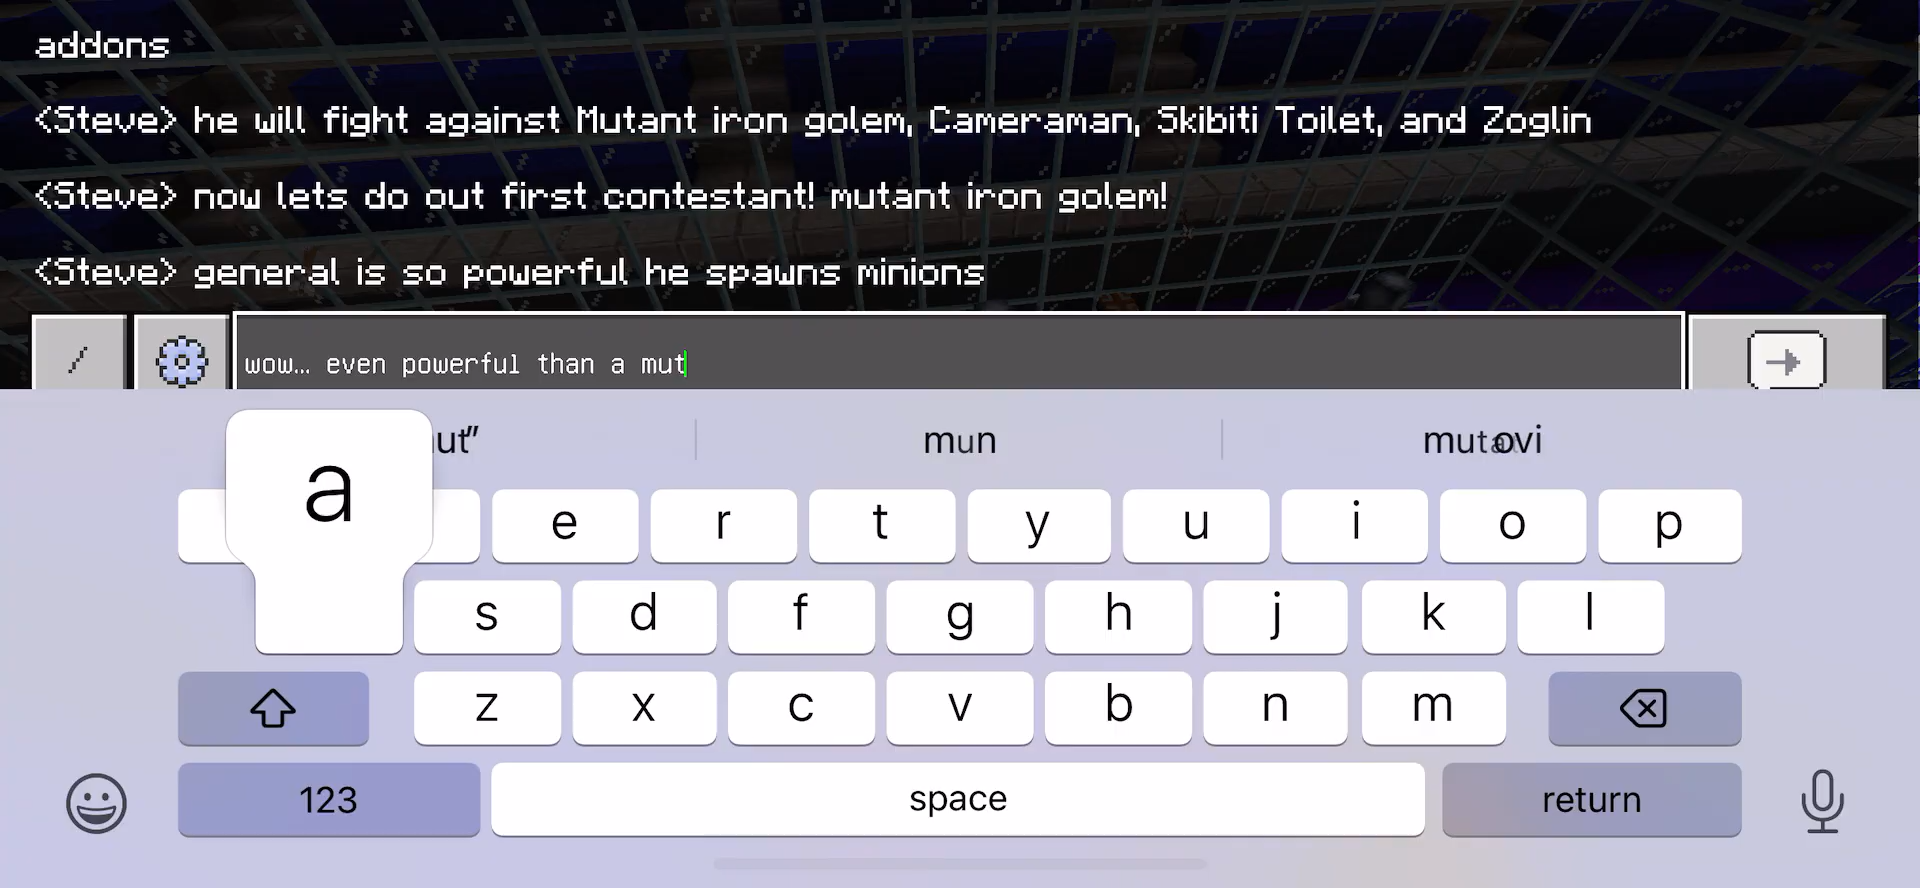 addons
<Steve> he will fight against Mutant iron golem, Cameraman, Skibiti Toilet, and Zoglin
<Steve> now lets do out first contestant! mutant iron golem!
<Steve> general is so powerful he spawns minions
/
wow... even powerful than a mut
ut" mun
a e r t y u i o p
s d f g h j k l
z x c v b n m
123 space return